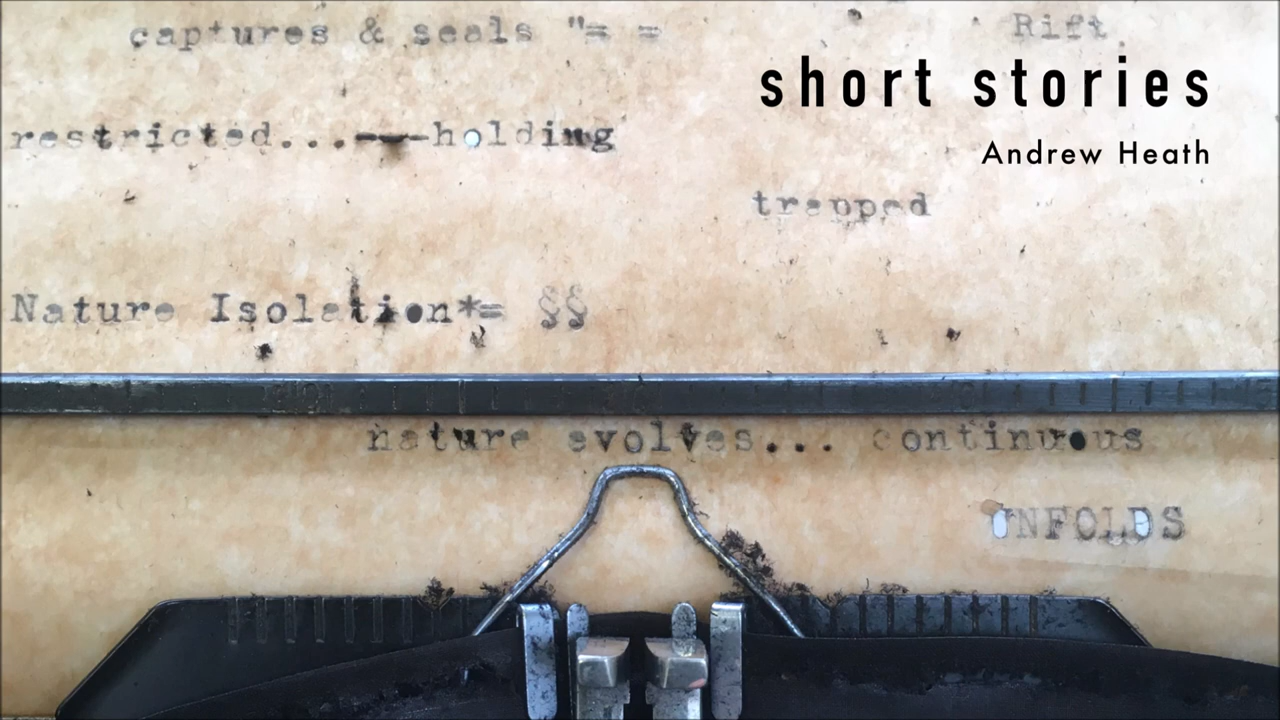 captures & seals "= =
Rift
short stories
restricted...---holding
Andrew Heath
trapped
Nature Isolation*= §§
nature evolves... continuous
UNFOLDS